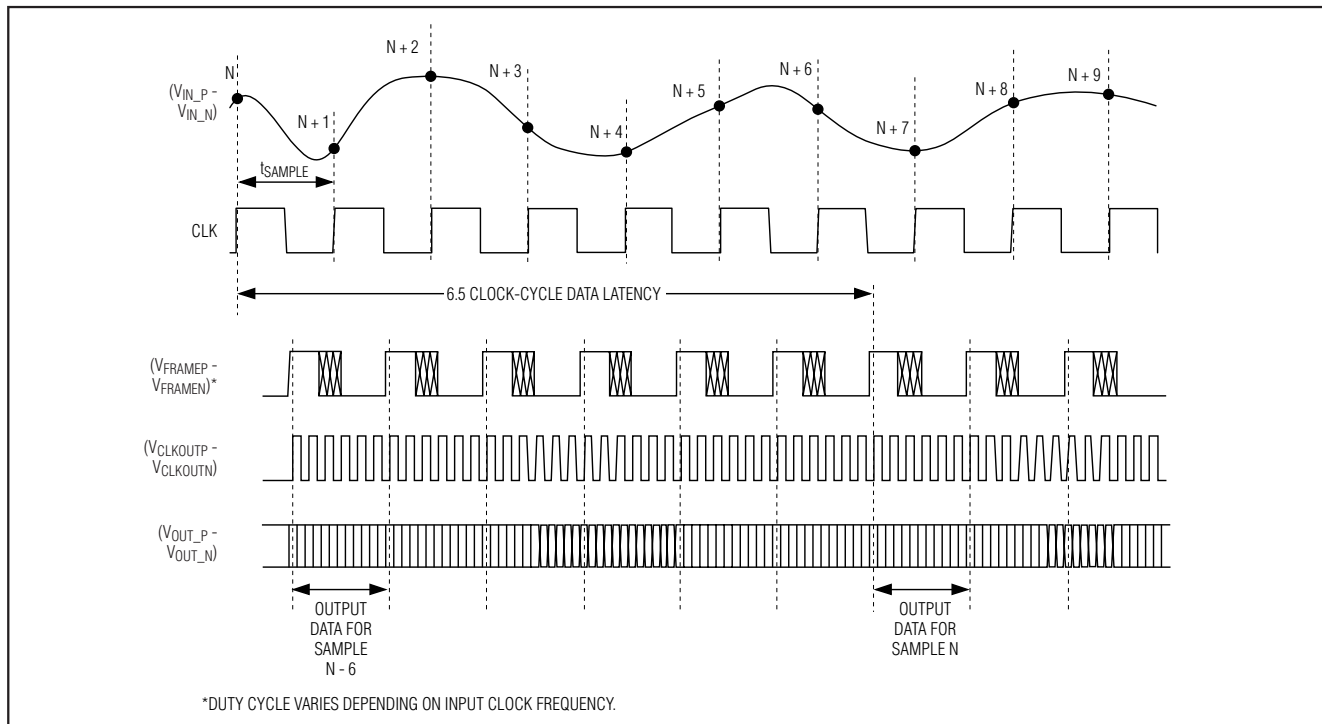 N
N + 1
N + 2
N + 3
N + 4
N + 5
N + 6
N + 7
N + 8
N + 9
(VIN_P -
VIN_N)
tSAMPLE
CLK
6.5 CLOCK-CYCLE DATA LATENCY
(VFRAMEP -
VFRAMEN)*
(VCLKOUTP -
VCLKOUTN)
(VOUT_P -
VOUT_N)
OUTPUT
DATA FOR
SAMPLE
N - 6
OUTPUT
DATA FOR
SAMPLE N
*DUTY CYCLE VARIES DEPENDING ON INPUT CLOCK FREQUENCY.